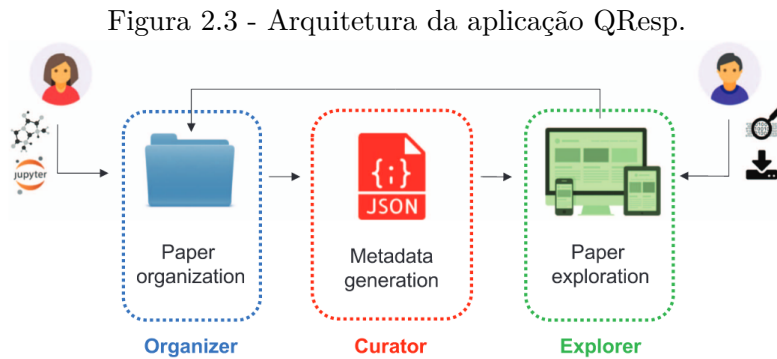 Figura 2.3 - Arquitetura da aplicação QResp.
jupyter
{;}
JSON
Paper
organization
Metadata
generation
Paper
exploration
Organizer
Curator
Explorer